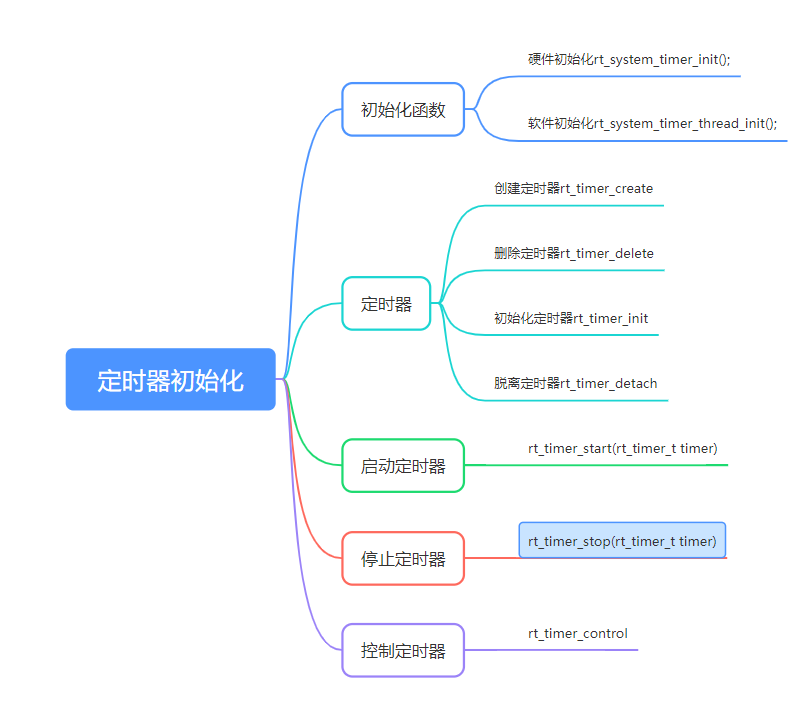 定时器初始化
初始化函数
硬件初始化rt_system_timer_init();
软件初始化rt_system_timer_thread_init();
定时器
创建定时器rt_timer_create
删除定时器rt_timer_delete
初始化定时器rt_timer_init
脱离定时器rt_timer_detach
启动定时器
rt_timer_start(rt_timer_t timer)
停止定时器
rt_timer_stop(rt_timer_t timer)
控制定时器
rt_timer_control